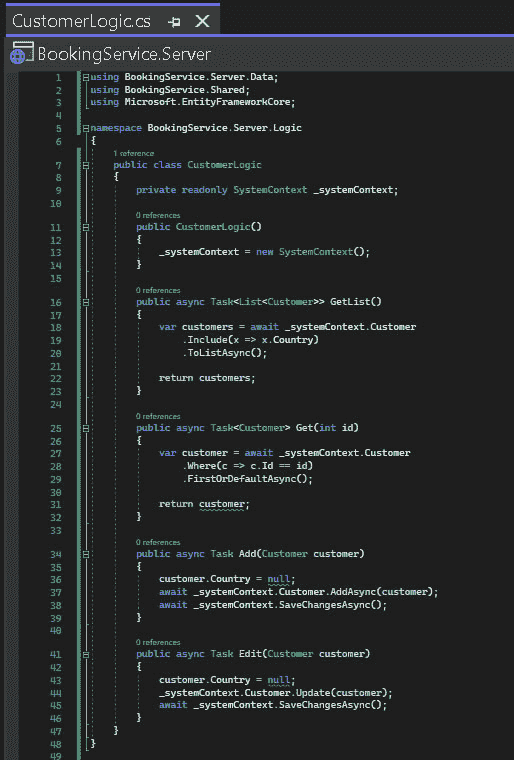 CustomerLogic.cs
BookingService.Server
1 using BookingService.Server.Data;
2 using BookingService.Shared;
3 using Microsoft.EntityFrameworkCore;
4
5 namespace BookingService.Server.Logic
6 {
1 reference
7 public class CustomerLogic
8 {
9 private readonly SystemContext _systemContext;
10
0 references
11 public CustomerLogic()
12 {
13 _systemContext = new SystemContext();
14 }
15
0 references
16 public async Task<List<Customer>> GetList()
17 {
18 var customers = await _systemContext.Customer
19 .Include(x => x.Country)
20 .ToListAsync();
21
22 return customers;
23 }
24
0 references
25 public async Task<Customer> Get(int id)
26 {
27 var customer = await _systemContext.Customer
28 .Where(c => c.Id == id)
29 .FirstOrDefaultAsync();
30
31 return customer;
32 }
33
0 references
34 public async Task Add(Customer customer)
35 {
36 customer.Country = null;
37 await _systemContext.Customer.AddAsync(customer);
38 await _systemContext.SaveChangesAsync();
39 }
40
0 references
41 public async Task Edit(Customer customer)
42 {
43 customer.Country = null;
44 _systemContext.Customer.Update(customer);
45 await _systemContext.SaveChangesAsync();
46 }
47 }
48 }
49